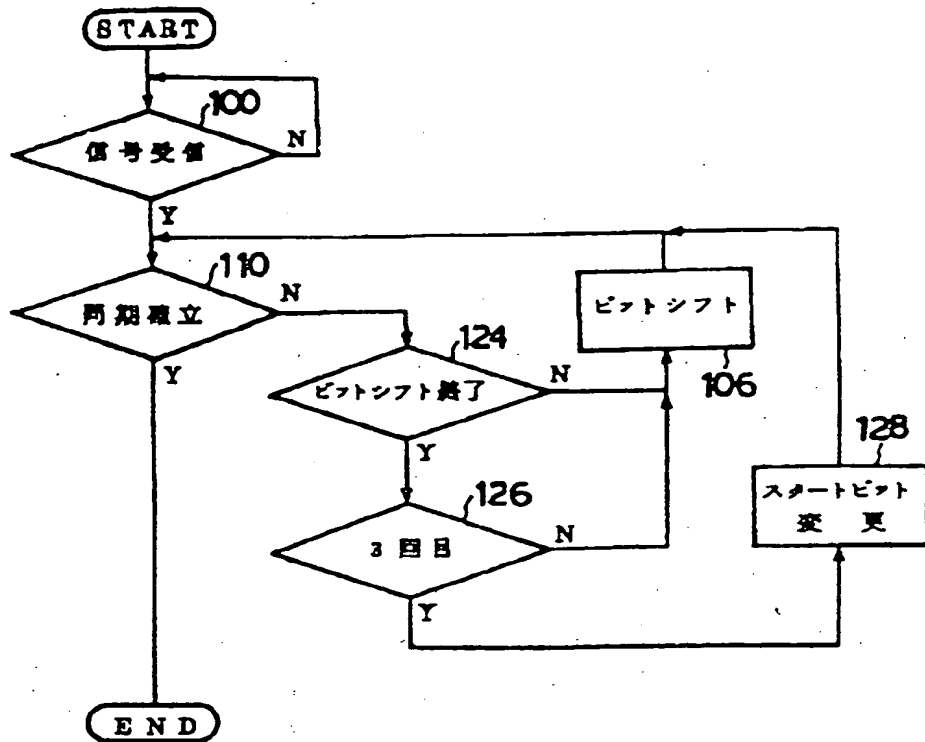 START
100
信号受信
N
Y
110
同期確立
N
Y
ビットシフト
106
124
ビットシフト終了
N
Y
128
スタートビット
変更
126
3回目
N
Y
END